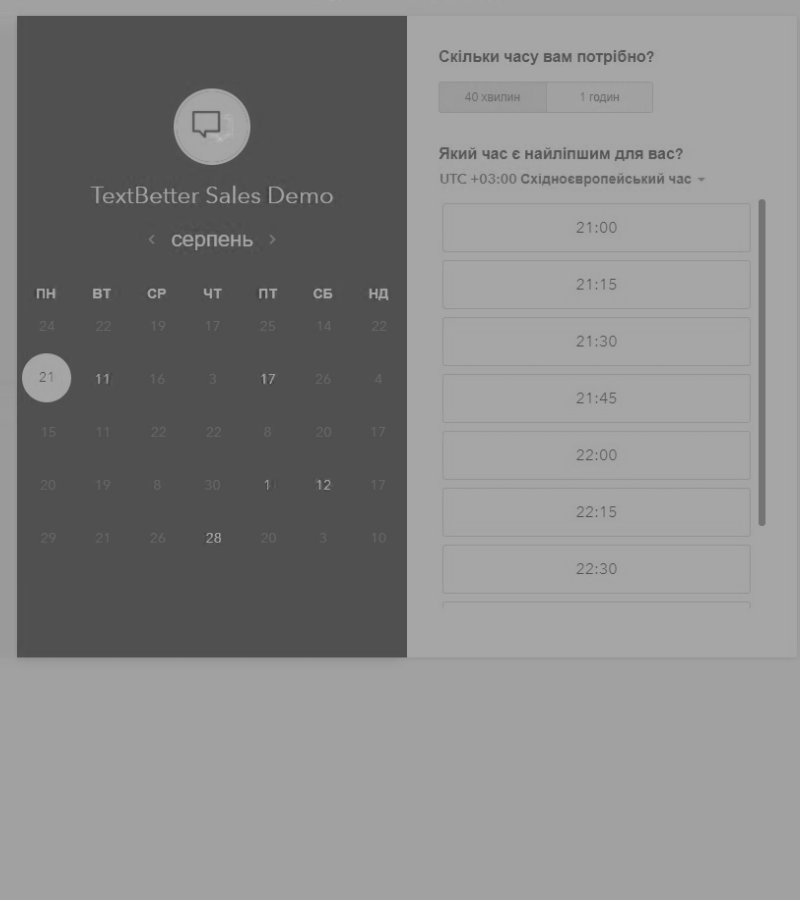 TextBetter Sales Demo
серпень
ПН ВТ СР ЧТ ПТ СБ НД
24 22 19 17 25 14 22
21 11 16 3 17 26 4
15 11 22 22 8 20 17
20 19 8 30 1 12 17
29 21 26 28 20 3 10
Скільки часу вам потрібно?
40 хвилин 1 годин
Який час є найліпшим для вас?
UTC +03:00 Східноєвропейський час
21:00
21:15
21:30
21:45
22:00
22:15
22:30